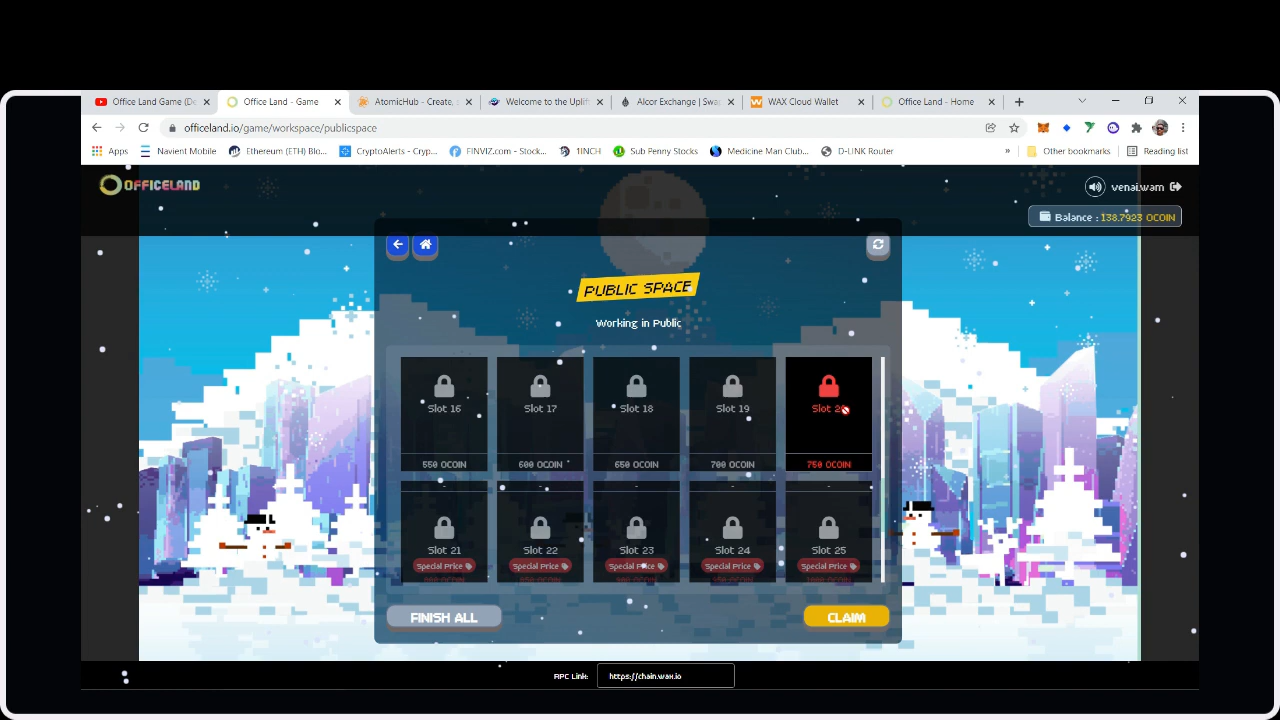 Office Land Game (De
Office Land - Game
AtomicHub - Create,
Welcome to the Uplif
Alcor Exchange | Swa
WAX Cloud Wallet
Office Land - Home
officeland.io/game/workspace/publicspace
Apps
Navient Mobile
Ethereum (ETH) Blo...
CryptoAlerts - Cryp...
FINVIZ.com - Stock...
1INCH
Sub Penny Stocks
Medicine Man Club...
D-LINK Router
»
Other bookmarks
Reading list
OFFICELAND
venai.wam
Balance : 138.7923 OCOIN
PUBLIC SPACE
Working in Public
Slot 16
Slot 17
Slot 18
Slot 19
Slot 20
550 OCOIN
600 OCOIN
650 OCOIN
700 OCOIN
750 OCOIN
Slot 21
Slot 22
Slot 23
Slot 24
Slot 25
Special Price
Special Price
Special Price
Special Price
Special Price
FINISH ALL
CLAIM
RPC Link:
https://chain.wax.io